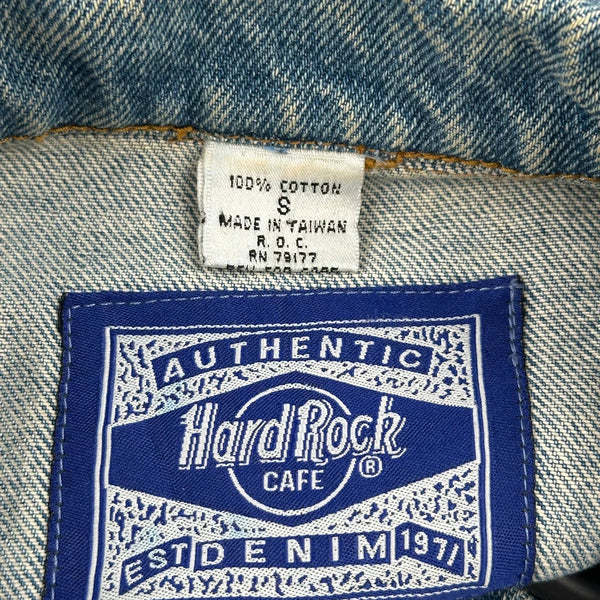 100% COTTON
S
MADE IN TAIWAN
R. O. C.
RN 79177
AUTHENTIC
Hard Rock
CAFE ®
EST DENIM 1971